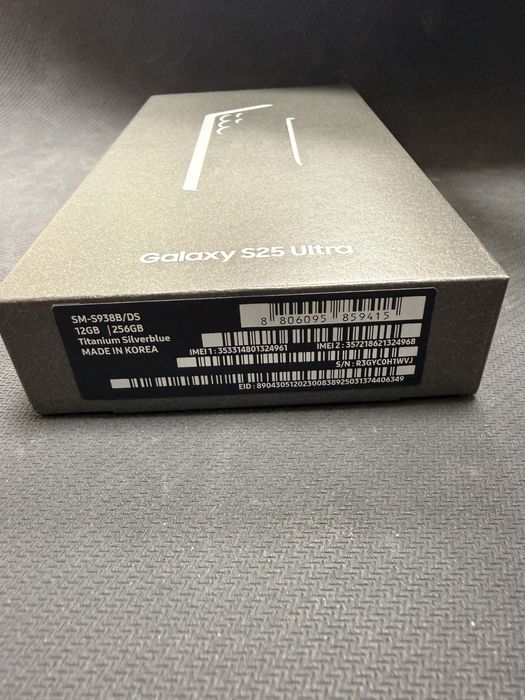 Galaxy S25 Ultra
SM-S938B/DS
12GB | 256GB
Titanium Silverblue
MADE IN KOREA
8 806095 859415
IMEI 1 : 353314801324961
IMEI 2 : 357218621324968
S/N : R3GYC0H1WVJ
EID : 89043051202300838925031374406349